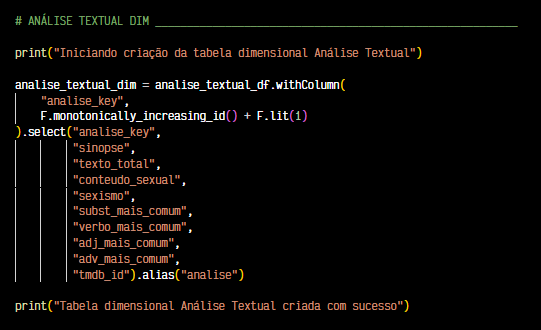 # ANÁLISE TEXTUAL DIM ____________________________________________________________
print("Iniciando criação da tabela dimensional Análise Textual")
analise_textual_dim = analise_textual_df.withColumn(
"analise_key",
F.monotonically_increasing_id() + F.lit(1)
).select("analise_key",
"sinopse",
"texto_total",
"conteudo_sexual",
"sexismo",
"subst_mais_comum",
"verbo_mais_comum",
"adj_mais_comum",
"adv_mais_comum",
"tmdb_id").alias("analise")
print("Tabela dimensional Análise Textual criada com sucesso")